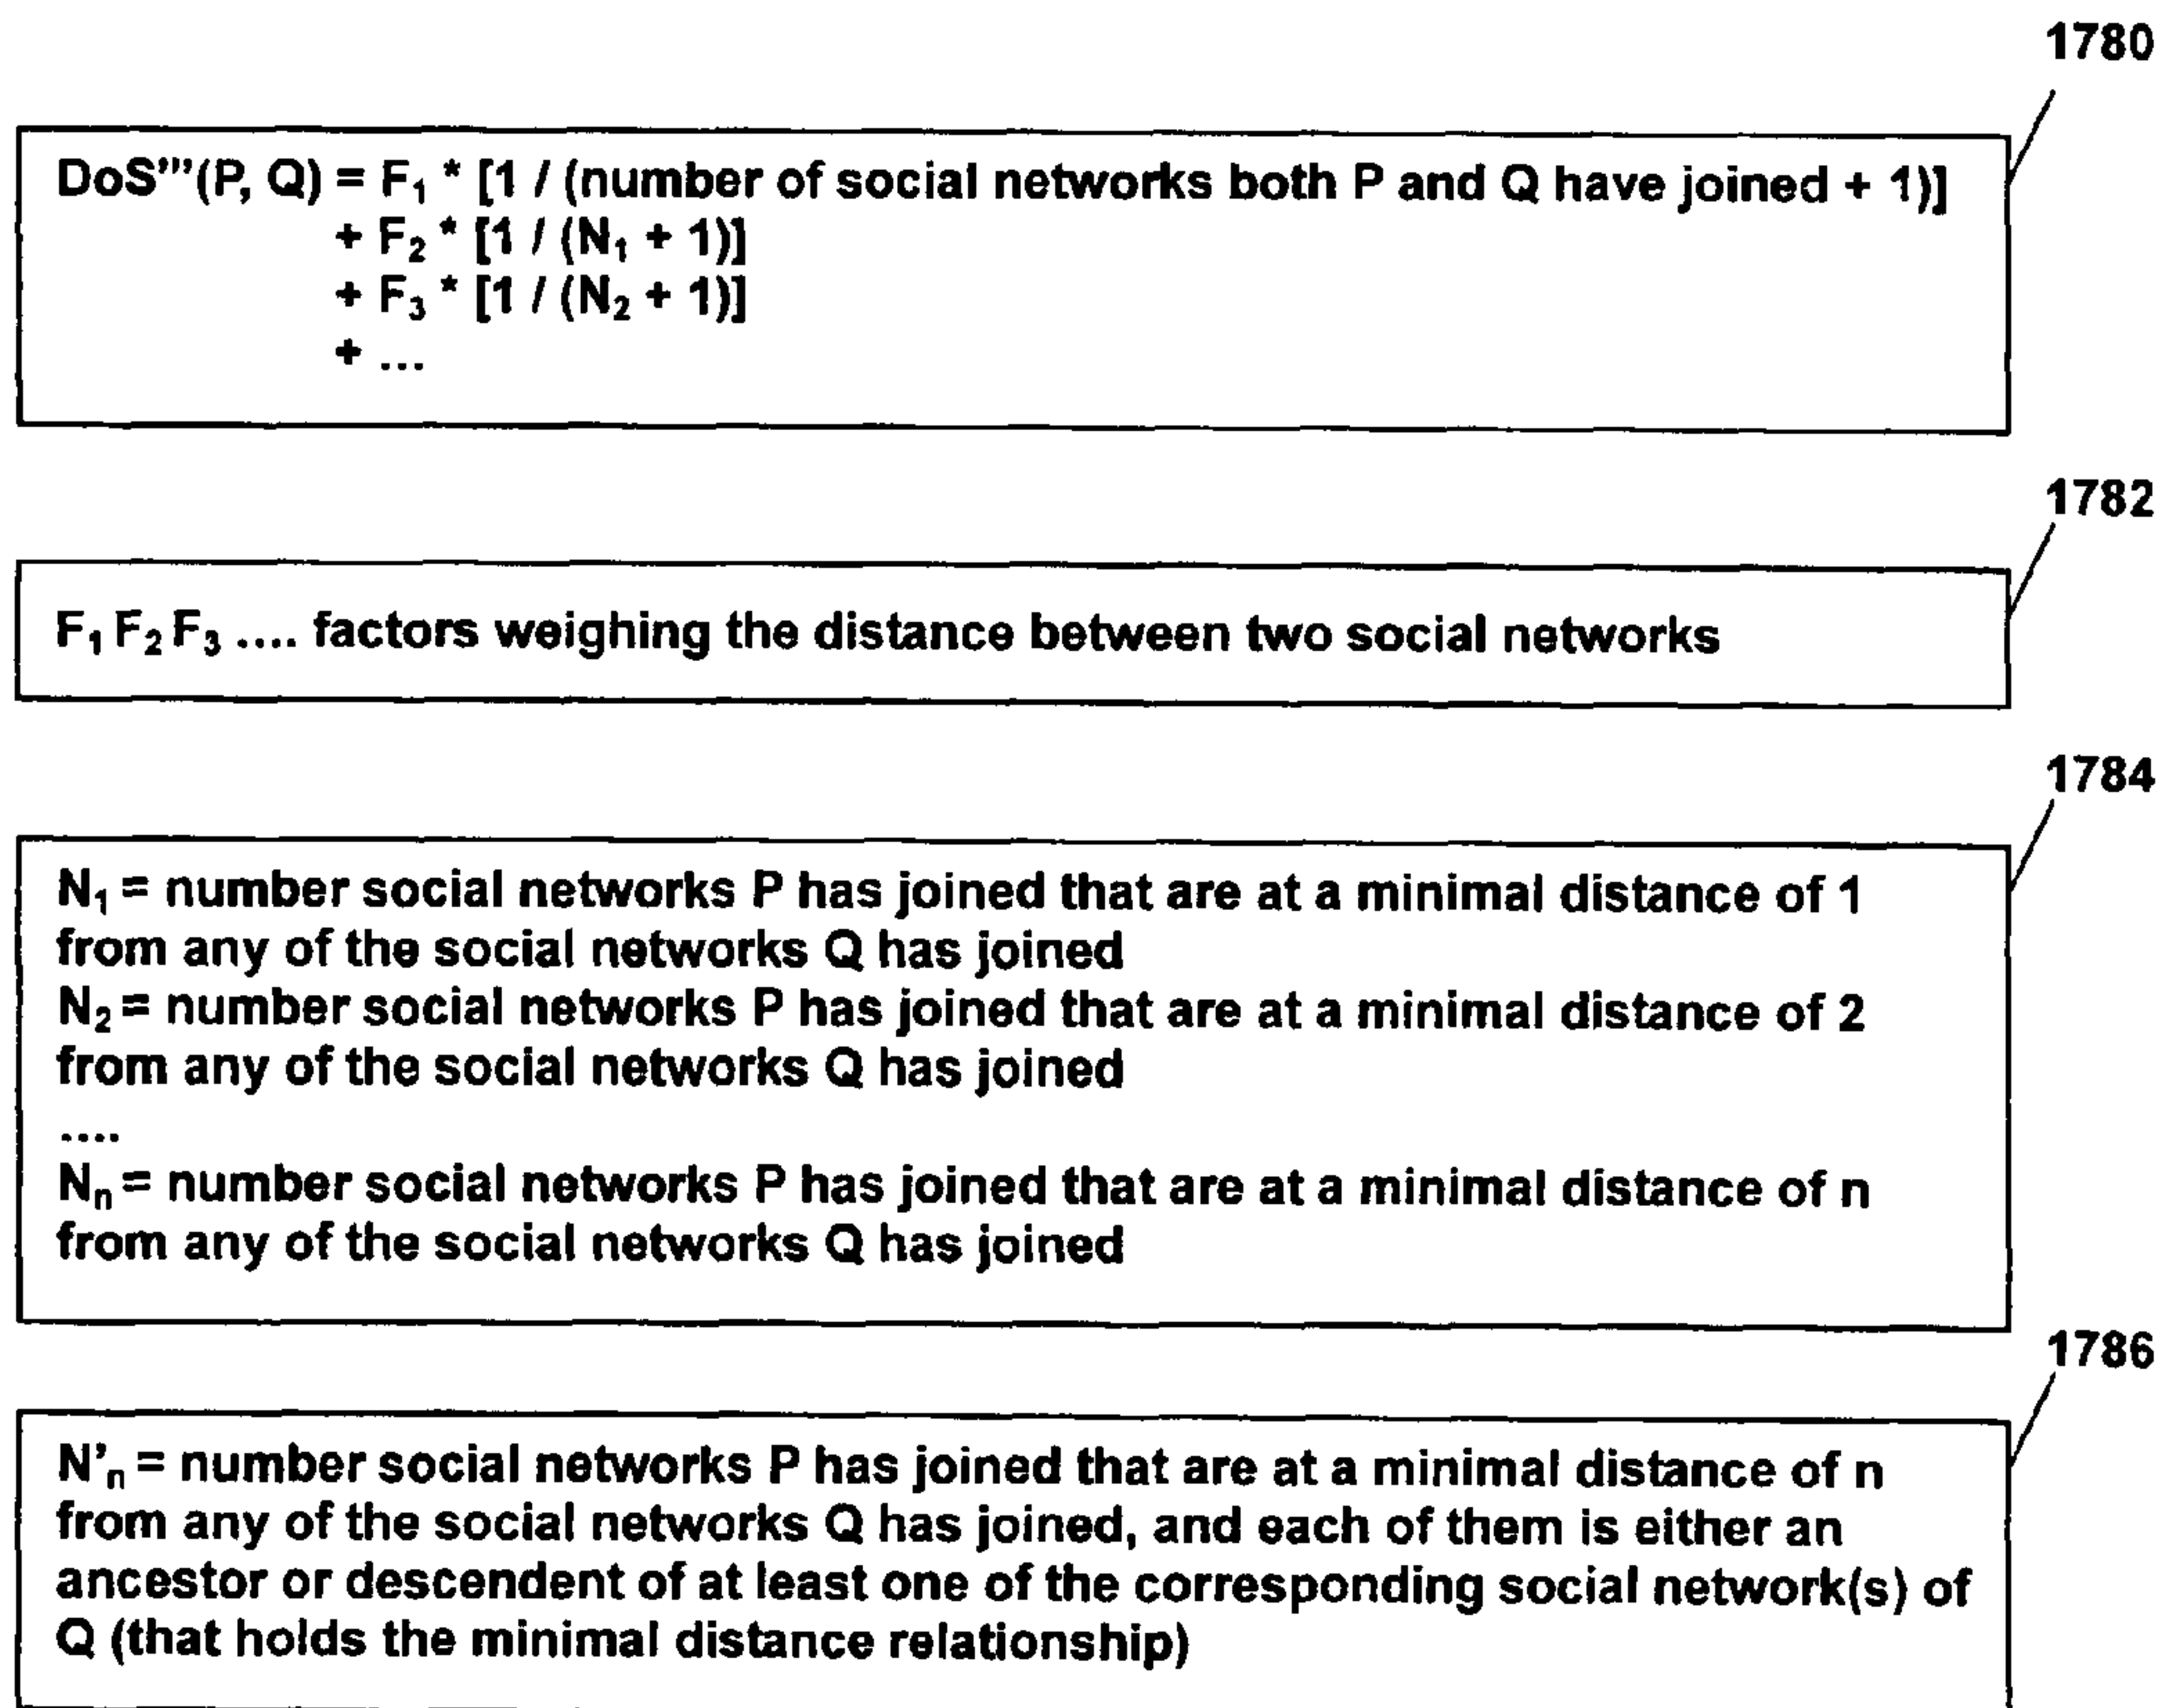 1780
DoS'''(P, Q) = F₁ * [1 / (number of social networks both P and Q have joined + 1)]
+ F₂ * [1 / (N₁ + 1)]
+ F₃ * [1 / (N₂ + 1)]
+ ...
1782
F₁ F₂ F₃ .... factors weighing the distance between two social networks
1784
N₁ = number social networks P has joined that are at a minimal distance of 1
from any of the social networks Q has joined
N₂ = number social networks P has joined that are at a minimal distance of 2
from any of the social networks Q has joined
....
Nₙ = number social networks P has joined that are at a minimal distance of n
from any of the social networks Q has joined
1786
N'ₙ = number social networks P has joined that are at a minimal distance of n
from any of the social networks Q has joined, and each of them is either an
ancestor or descendent of at least one of the corresponding social network(s) of
Q (that holds the minimal distance relationship)